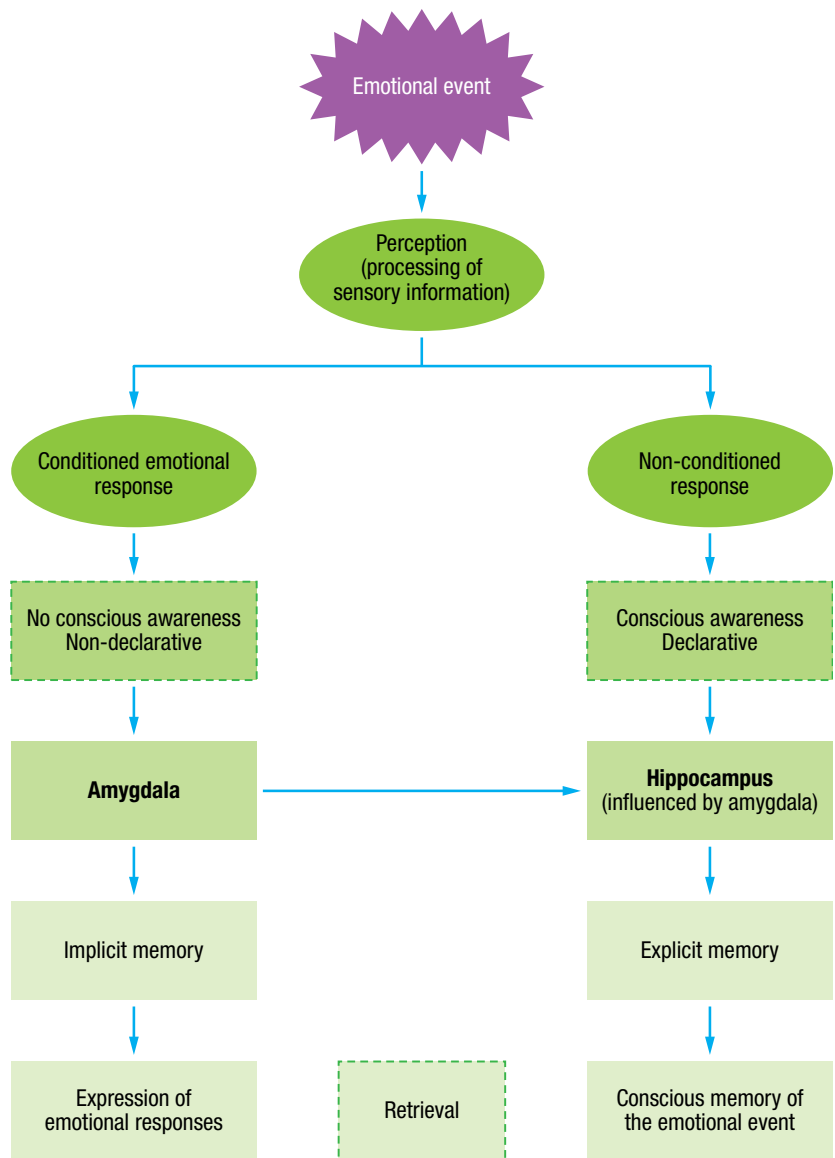 Emotional event
Perception
(processing of
sensory information)
Conditioned emotional
response
Non-conditioned
response
No conscious awareness
Non-declarative
Conscious awareness
Declarative
Amygdala
Hippocampus
(influenced by amygdala)
Implicit memory
Explicit memory
Expression of
emotional responses
Retrieval
Conscious memory of
the emotional event